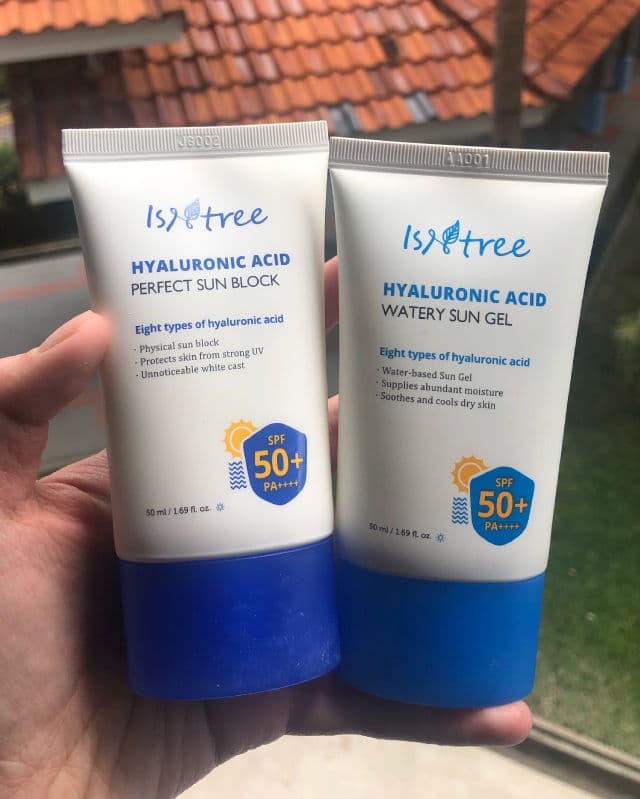 J6002
Isntree
HYALURONIC ACID
PERFECT SUN BLOCK
Eight types of hyaluronic acid
· Physical sun block
· Protects skin from strong UV
· Unnoticeable white cast
SPF
50+
PA++++
50 ml / 1.69 fl. oz.
AA001
Isntree
HYALURONIC ACID
WATERY SUN GEL
Eight types of hyaluronic acid
· Water-based Sun Gel
· Supplies abundant moisture
· Soothes and cools dry skin
SPF
50+
PA++++
50 ml / 1.69 fl. oz.